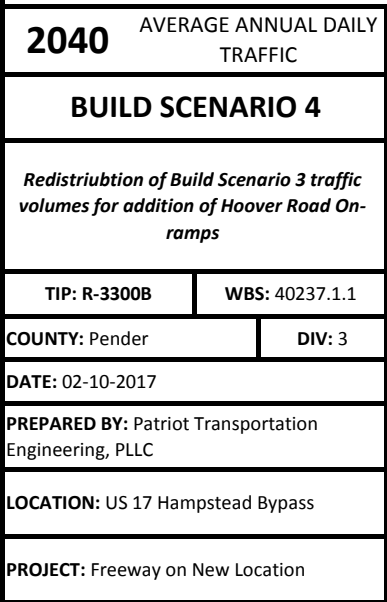 2040 AVERAGE ANNUAL DAILY
TRAFFIC
BUILD SCENARIO 4
Redistriubtion of Build Scenario 3 traffic
volumes for addition of Hoover Road On-
ramps
TIP: R-3300B WBS: 40237.1.1
COUNTY: Pender DIV: 3
DATE: 02-10-2017
PREPARED BY: Patriot Transportation
Engineering, PLLC
LOCATION: US 17 Hampstead Bypass
PROJECT: Freeway on New Location